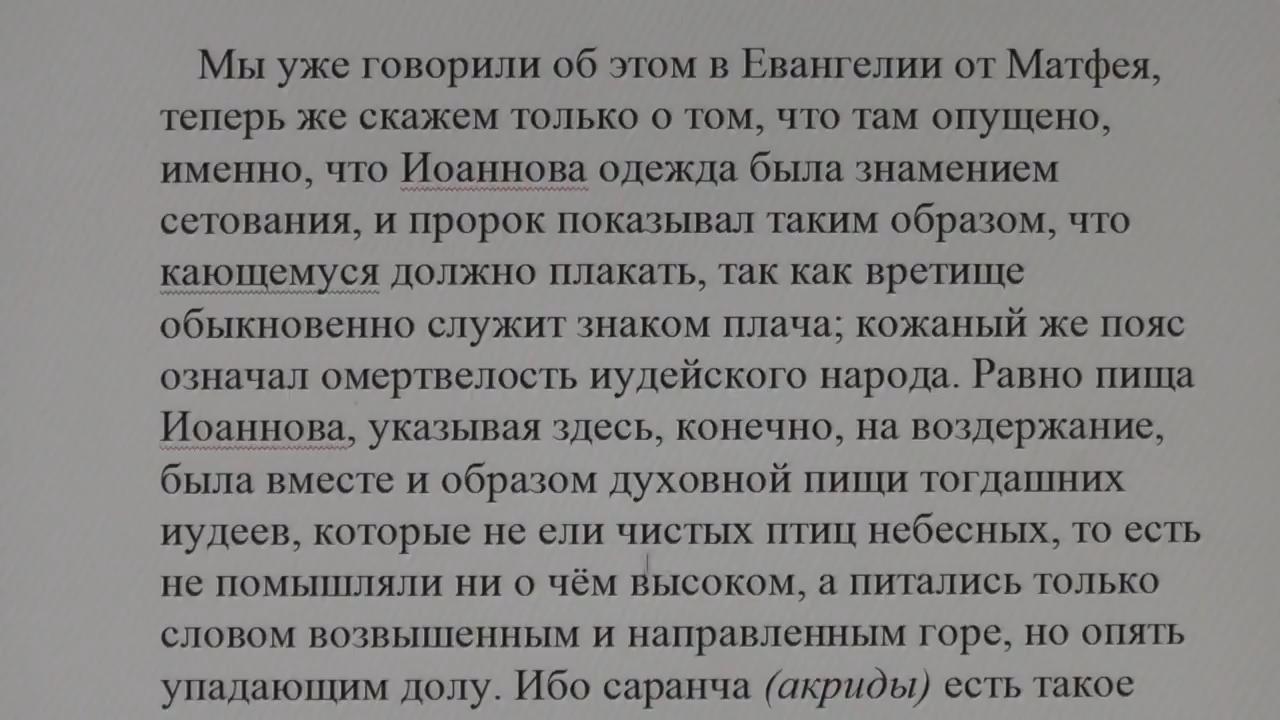 Мы уже говорили об этом в Евангелии от Матфея,
теперь же скажем только о том, что там опущено,
именно, что Иоаннова одежда была знамением
сетования, и пророк показывал таким образом, что
кающемуся должно плакать, так как вретище
обыкновенно служит знаком плача; кожаный же пояс
означал омертвелость иудейского народа. Равно пища
Иоаннова, указывая здесь, конечно, на воздержание,
была вместе и образом духовной пищи тогдашних
иудеев, которые не ели чистых птиц небесных, то есть
не помышляли ни о чём высоком, а питались только
словом возвышенным и направленным горе, но опять
упадающим долу. Ибо саранча (акриды) есть такое